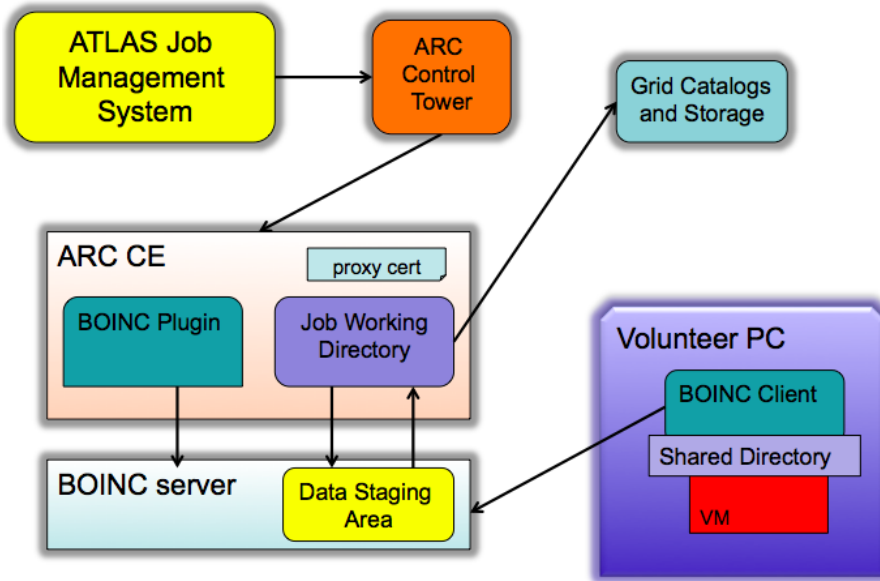 ATLAS Job
Management
System
ARC
Control
Tower
Grid Catalogs
and Storage
ARC CE
proxy cert
BOINC Plugin
Job Working
Directory
Volunteer PC
BOINC Client
Shared Directory
VM
BOINC server
Data Staging
Area